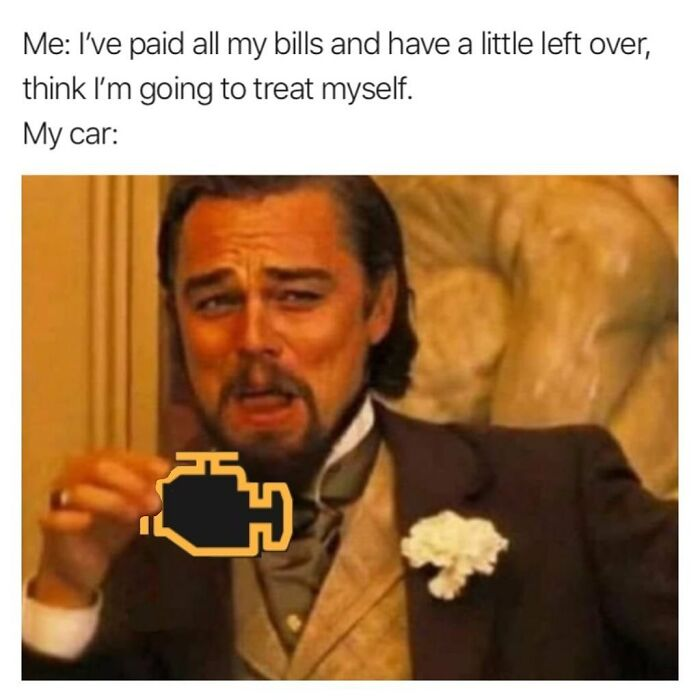 Me: I’ve paid all my bills and have a little left over,
think I’m going to treat myself.
My car: